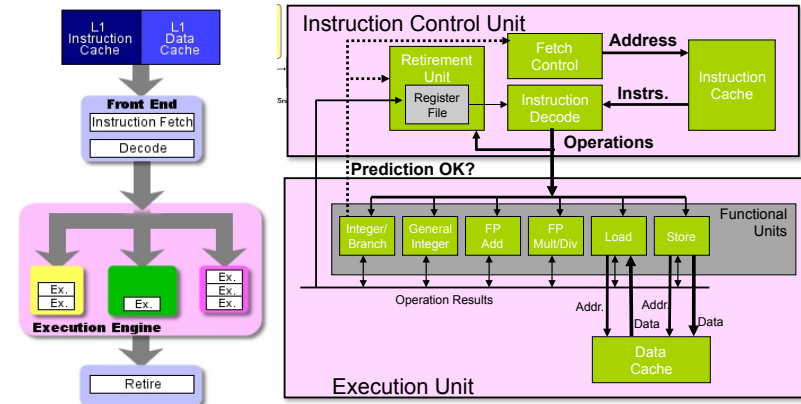 L1
Instruction
Cache
L1
Data
Cache
Front End
Instruction Fetch
Decode
Ex.
Ex.
Ex.
Ex.
Ex.
Ex.
Execution Engine
Retire
Instruction Control Unit
Retirement
Unit
Register
File
Fetch
Control
Address
Instruction
Decode
Instrs.
Instruction
Cache
Operations
Prediction OK?
Functional
Units
Integer/
Branch
General
Integer
FP
Add
FP
Mult/Div
Load
Store
Operation Results
Addr.
Addr.
Data
Data
Data
Cache
Execution Unit